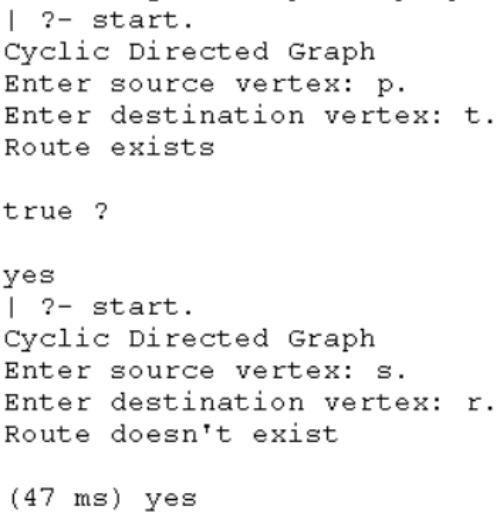 | ?- start.
Cyclic Directed Graph
Enter source vertex: p.
Enter destination vertex: t.
Route exists
true ?
yes
| ?- start.
Cyclic Directed Graph
Enter source vertex: s.
Enter destination vertex: r.
Route doesn't exist
(47 ms) yes